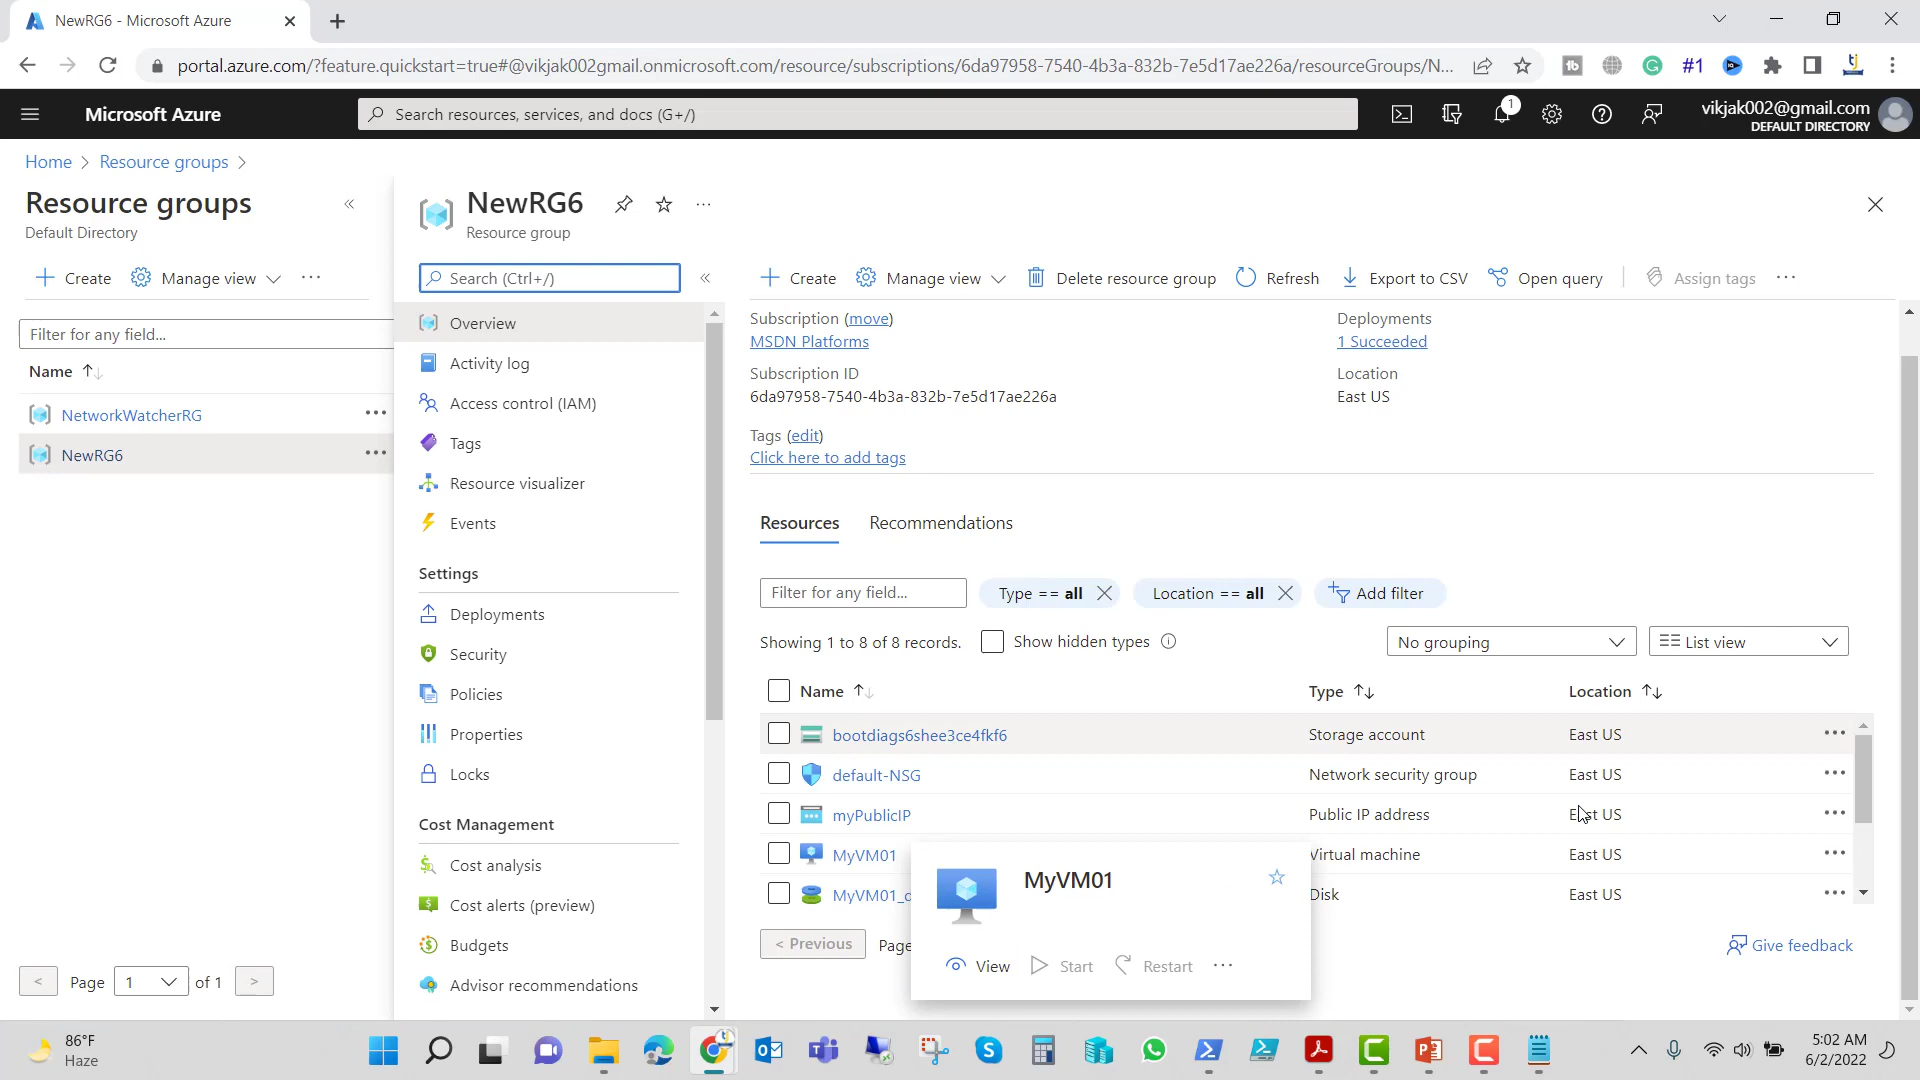 NewRG6 - Microsoft Azure
portal.azure.com/?feature.quickstart=true#@vikjak002gmail.onmicrosoft.com/resource/subscriptions/6da97958-7540-4b3a-832b-7e5d17ae226a/resourceGroups/N...
#1
Microsoft Azure
Search resources, services, and docs (G+/)
1
vikjak002@gmail.com
DEFAULT DIRECTORY
Home > Resource groups >
Resource groups
Default Directory
Create
Manage view
Filter for any field...
Name
NetworkWatcherRG
NewRG6
< Page 1 of 1 >
NewRG6
Resource group
Search (Ctrl+/)
Overview
Activity log
Access control (IAM)
Tags
Resource visualizer
Events
Settings
Deployments
Security
Policies
Properties
Locks
Cost Management
Cost analysis
Cost alerts (preview)
Budgets
Advisor recommendations
Create
Manage view
Delete resource group
Refresh
Export to CSV
Open query
Assign tags
Subscription (move)
MSDN Platforms
Subscription ID
6da97958-7540-4b3a-832b-7e5d17ae226a
Tags (edit)
Click here to add tags
Deployments
1 Succeeded
Location
East US
Resources
Recommendations
Filter for any field...
Type == all
Location == all
Add filter
Showing 1 to 8 of 8 records.
Show hidden types
No grouping
List view
Name Type Location
bootdiags6shee3ce4fkf6 Storage account East US
default-NSG Network security group East US
myPublicIP Public IP address East US
MyVM01 Virtual machine East US
MyVM01_ Disk East US
MyVM01
View Start Restart
< Previous
Page
Give feedback
86°F
Haze
5:02 AM
6/2/2022